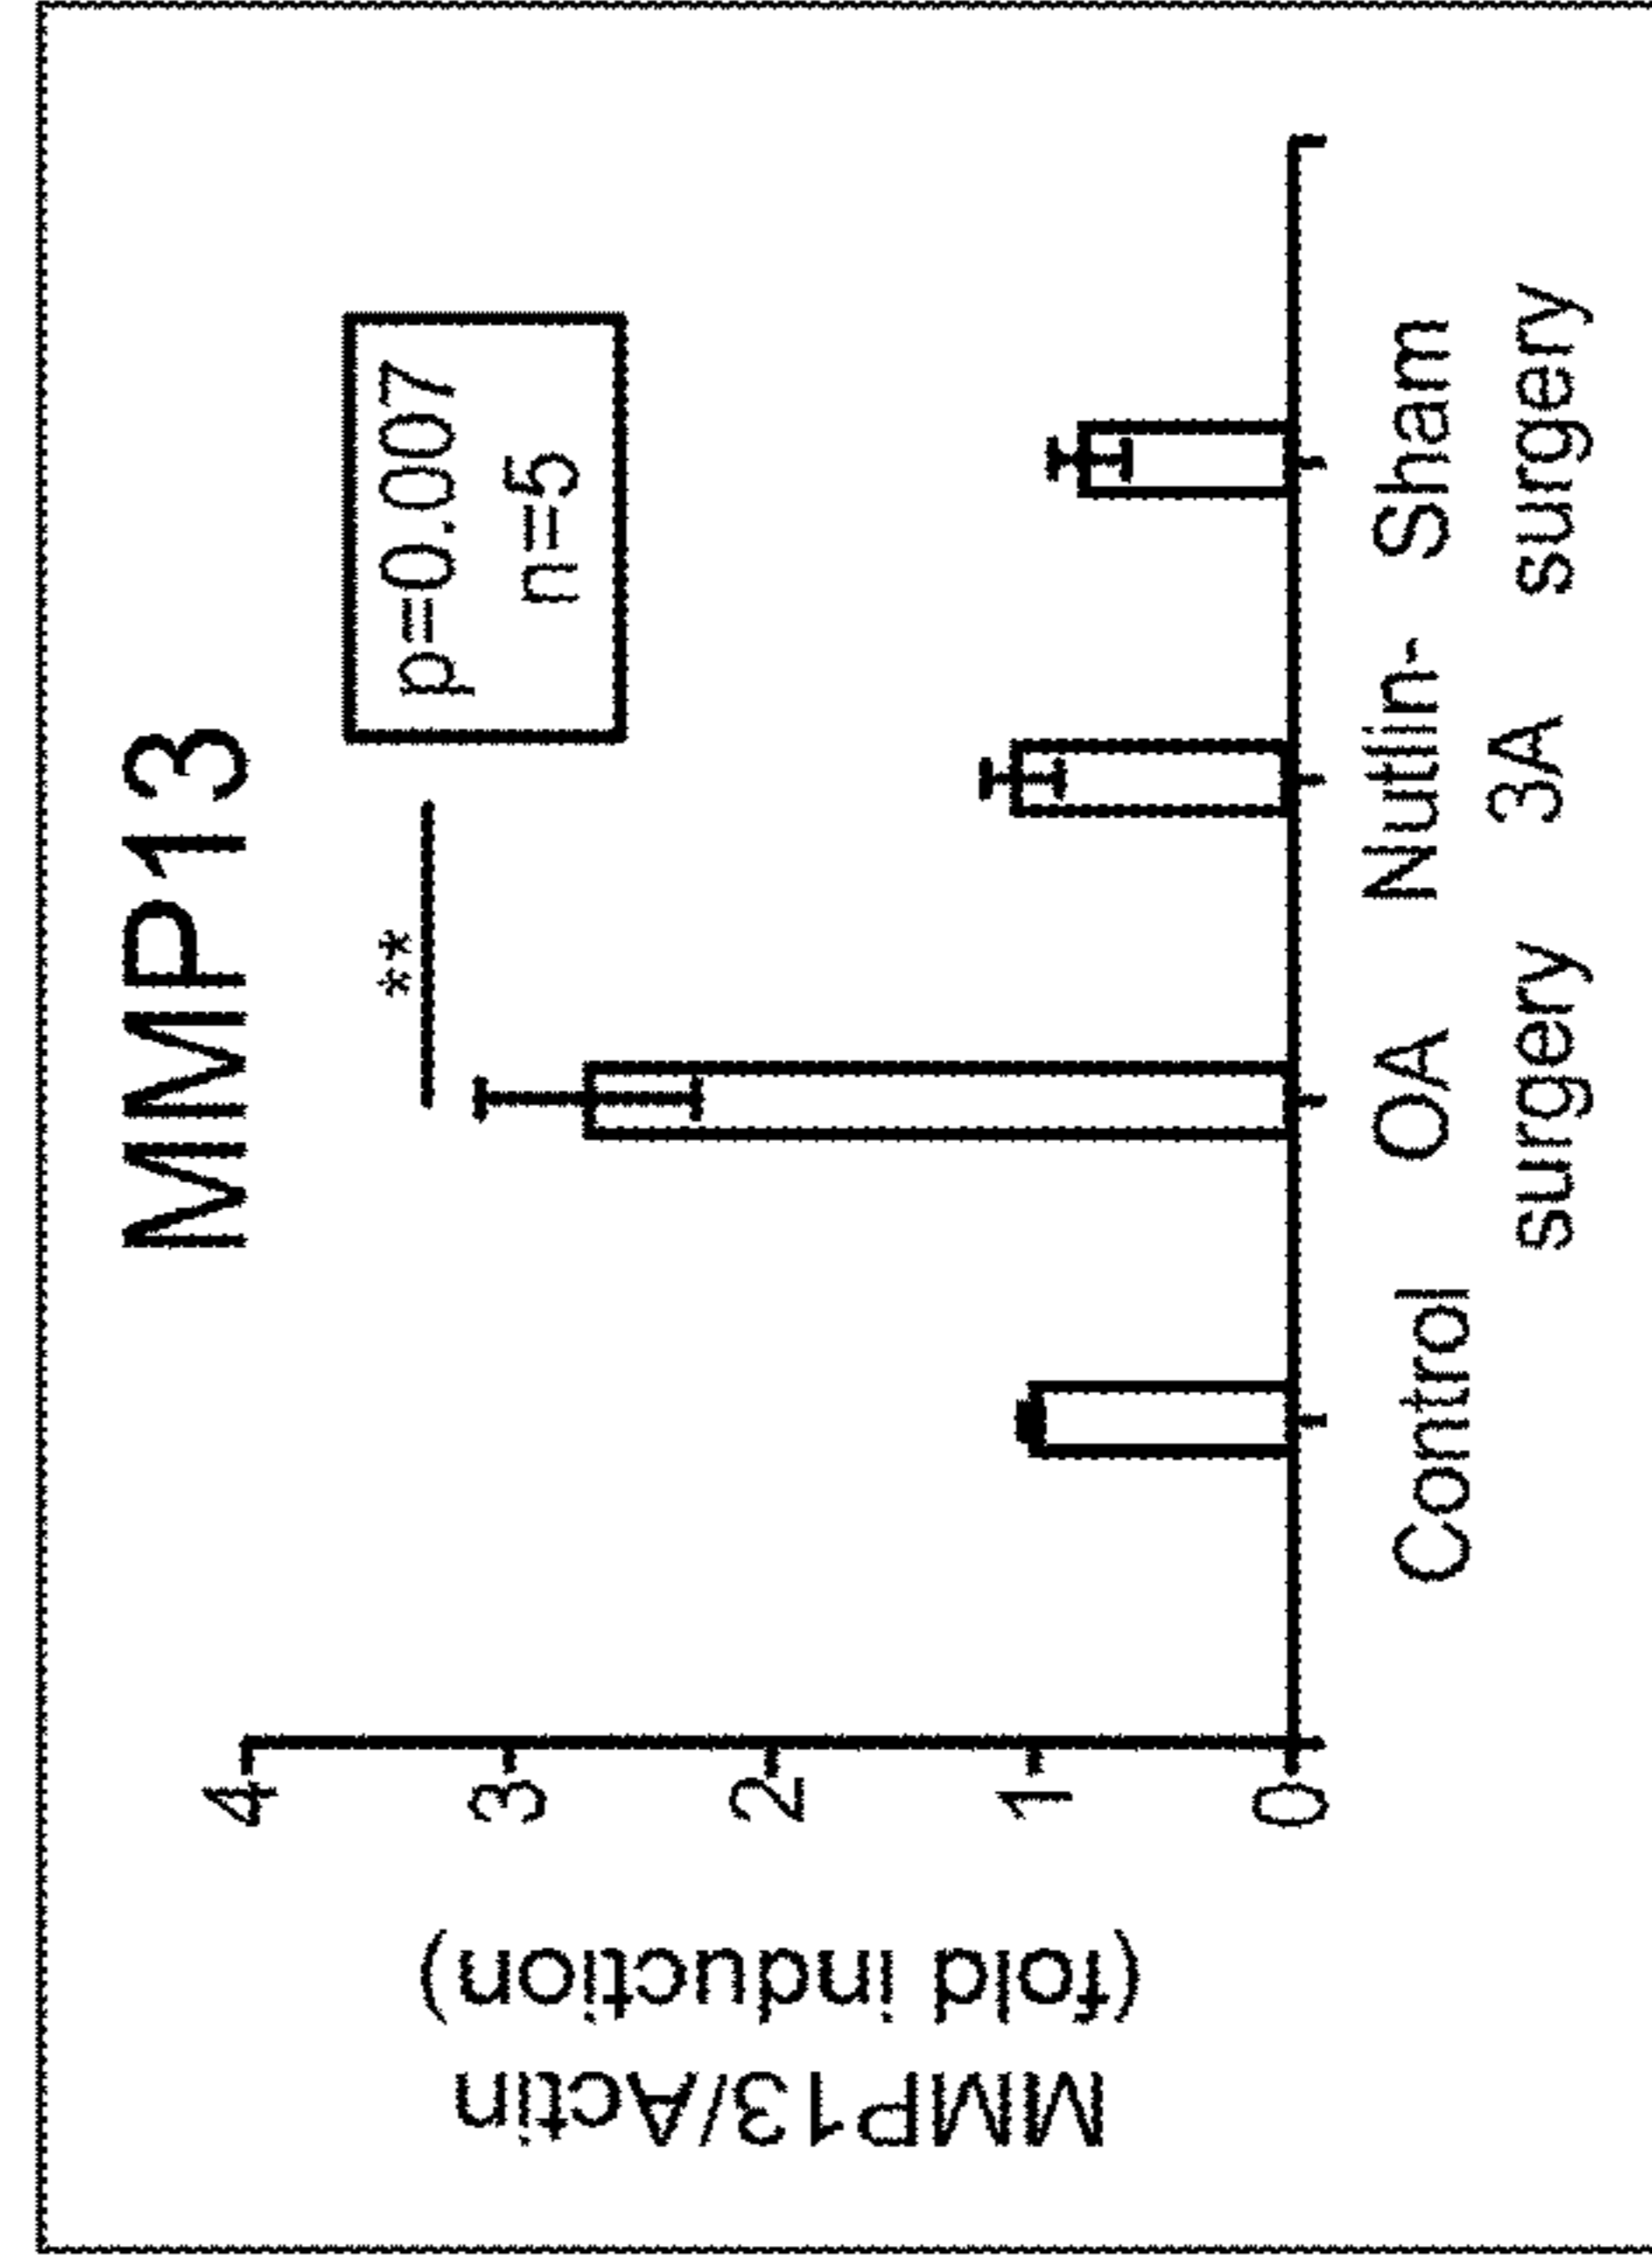 MMP13
**
p=0.007
n=5
MMP13/Actin
(fold induction)
4
3
2
1
0
Control
OA
surgery
Nutlin-
3A
Sham
surgery